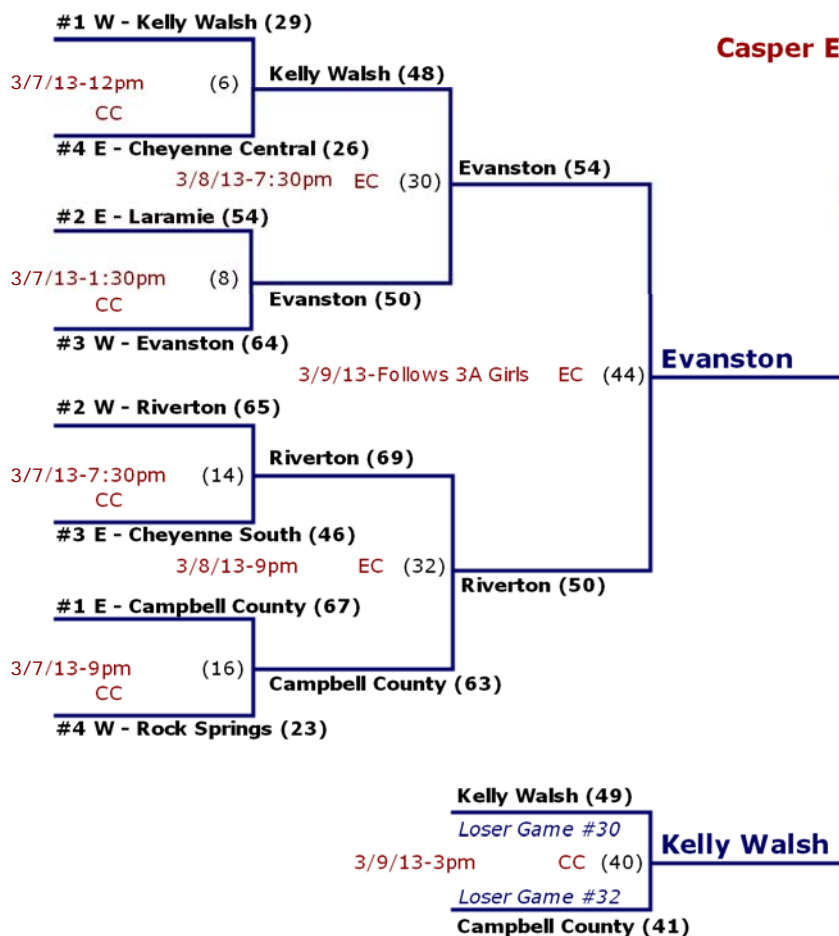 #1 W - Kelly Walsh (29)
Casper E
Kelly Walsh (48)
3/7/13-12pm (6)
CC
#4 E - Cheyenne Central (26)
Evanston (54)
3/8/13-7:30pm EC (30)
#2 E - Laramie (54)
3/7/13-1:30pm (8)
CC
Evanston (50)
#3 W - Evanston (64)
Evanston
3/9/13-Follows 3A Girls EC (44)
#2 W - Riverton (65)
Riverton (69)
3/7/13-7:30pm (14)
CC
#3 E - Cheyenne South (46)
3/8/13-9pm EC (32)
Riverton (50)
#1 E - Campbell County (67)
3/7/13-9pm (16)
CC
Campbell County (63)
#4 W - Rock Springs (23)
Kelly Walsh (49)
Loser Game #30
Kelly Walsh
3/9/13-3pm CC (40)
Loser Game #32
Campbell County (41)